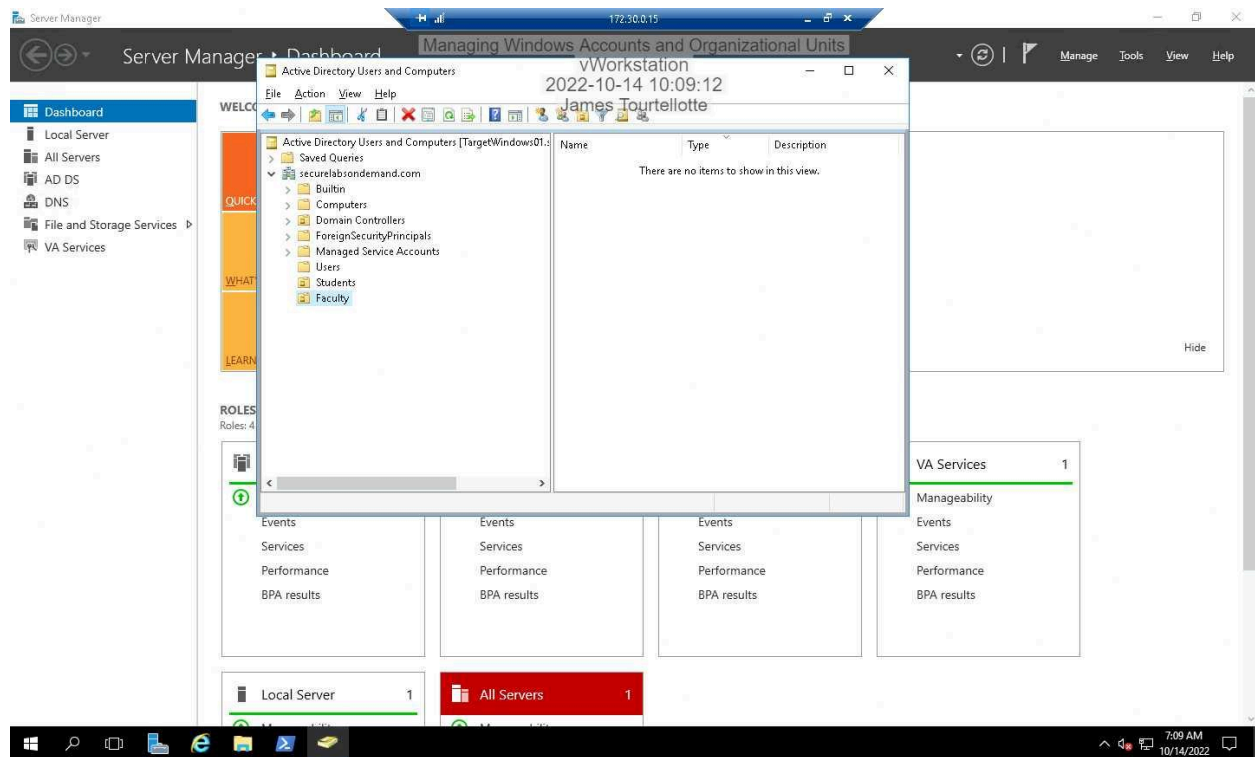 Server Manager
172.30.0.15
Server Manager • Dashboard
Manage Tools View Help
Managing Windows Accounts and Organizational Units
vWorkstation
2022-10-14 10:09:12
James Tourtellotte
Active Directory Users and Computers
File Action View Help
Dashboard
Local Server
All Servers
AD DS
DNS
File and Storage Services
VA Services
WELCO
QUICK
WHAT'
LEARN
Hide
Active Directory Users and Computers [TargetWindows01.s
Saved Queries
securelabsondemand.com
Builtin
Computers
Domain Controllers
ForeignSecurityPrincipals
Managed Service Accounts
Users
Students
Faculty
Name Type Description
There are no items to show in this view.
ROLES
Roles: 4
Events
Services
Performance
BPA results
Events
Services
Performance
BPA results
Events
Services
Performance
BPA results
VA Services 1
Manageability
Events
Services
Performance
BPA results
Local Server 1
All Servers 1
7:09 AM
10/14/2022